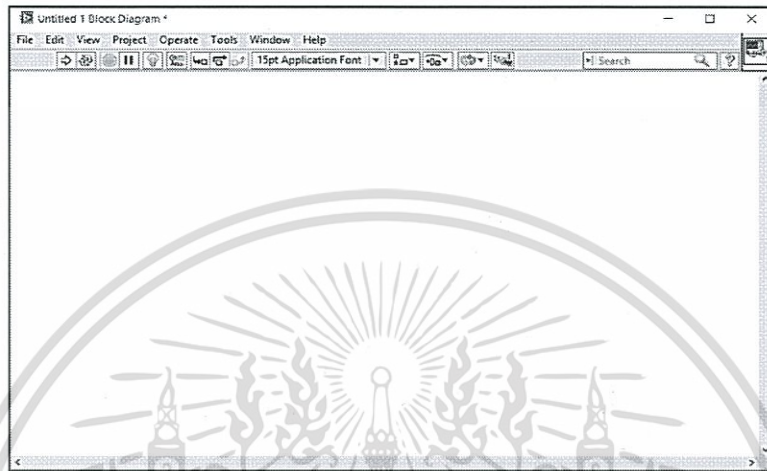 Untitled 1 Block Diagram *
File Edit View Project Operate Tools Window Help
15pt Application Font
Search